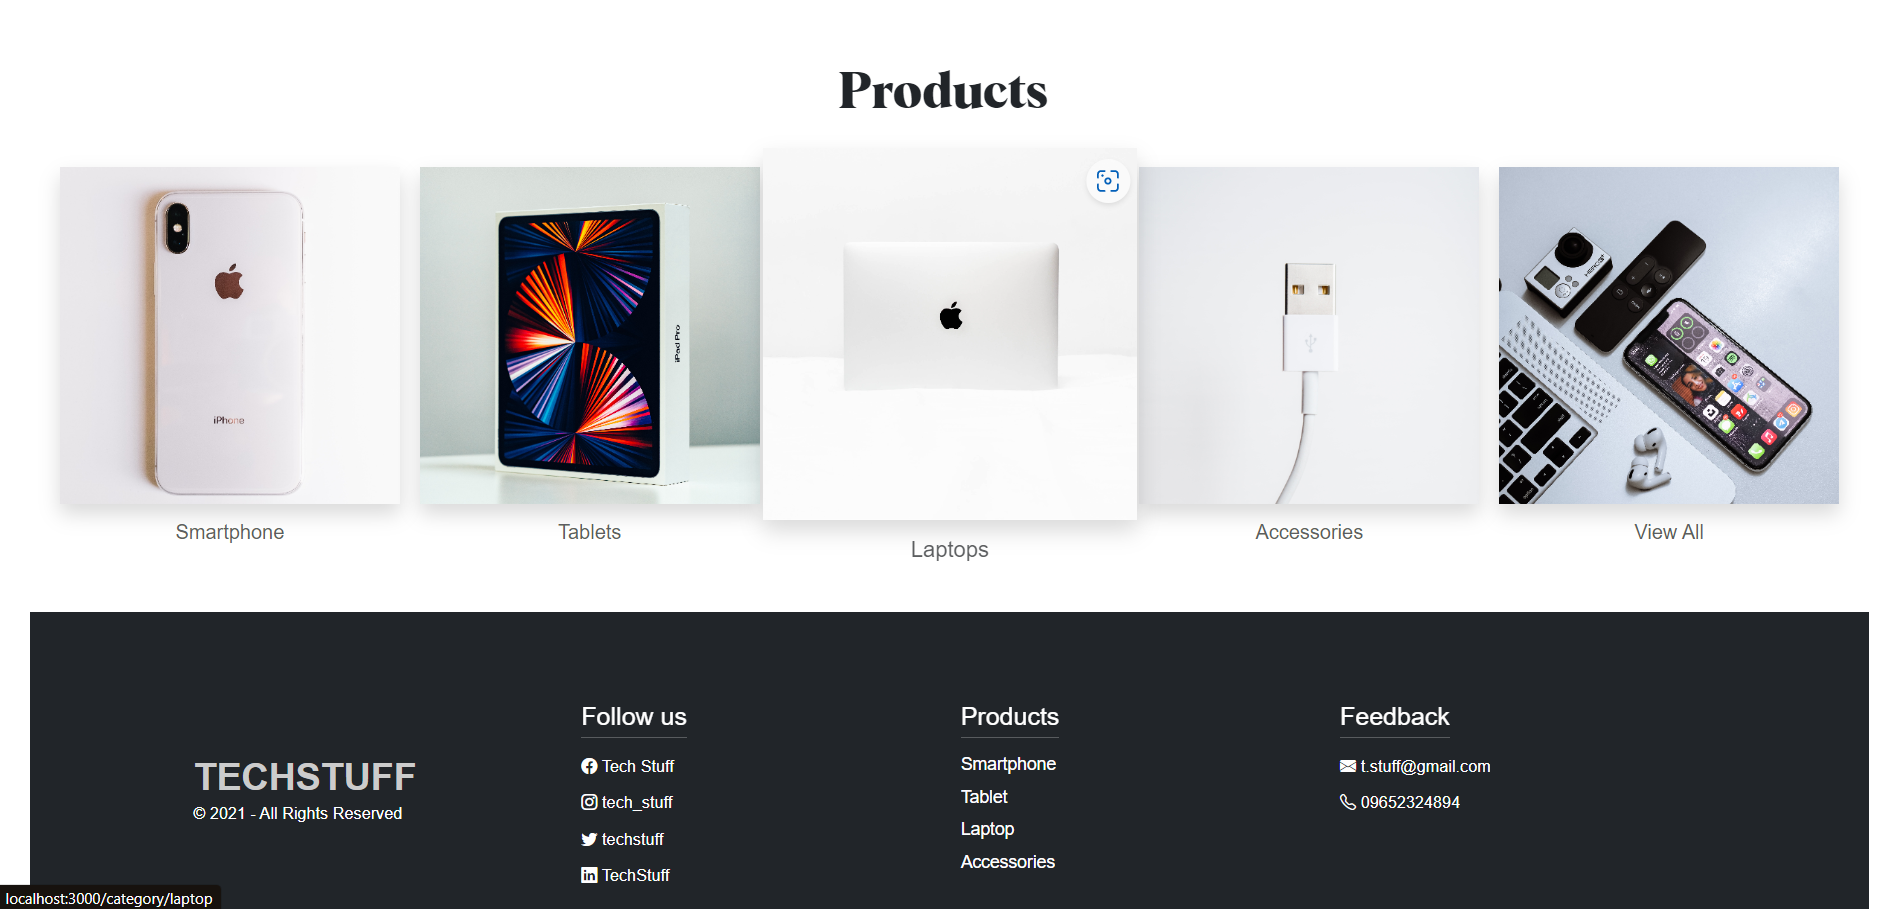 Products
iPhone
iPad Pro
HERO
Smartphone
Tablets
Laptops
Accessories
View All
TECHSTUFF
© 2021 - All Rights Reserved
Follow us
Tech Stuff
tech_stuff
techstuff
TechStuff
Products
Smartphone
Tablet
Laptop
Accessories
Feedback
t.stuff@gmail.com
09652324894
localhost:3000/category/laptop